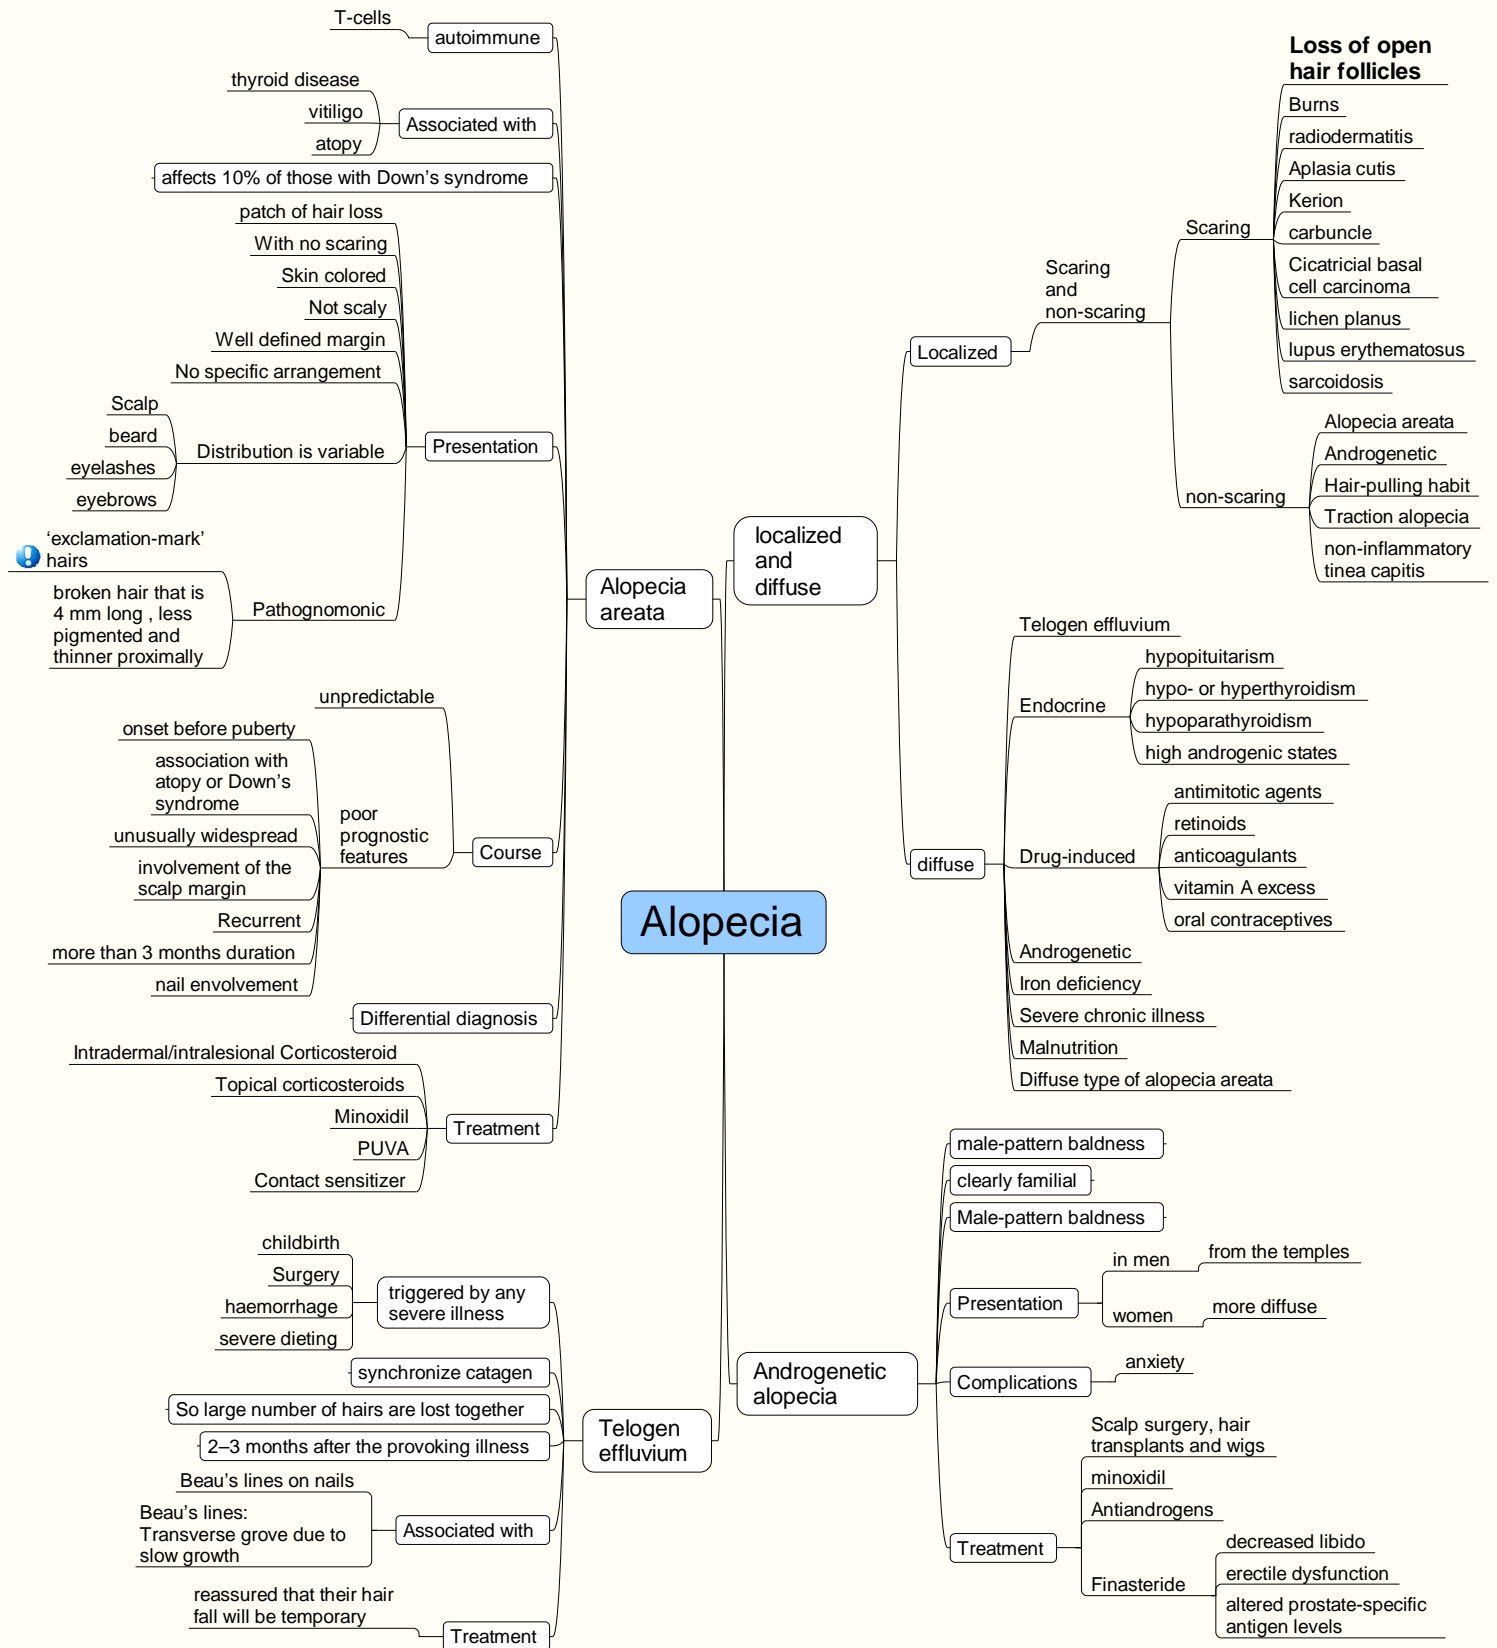 Alopecia
localized
and
diffuse
Localized
Scaring
and
non-scaring
Scaring
Loss of open
hair follicles
Burns
radiodermatitis
Aplasia cutis
Kerion
carbuncle
Cicatricial basal
cell carcinoma
lichen planus
lupus erythematosus
sarcoidosis
non-scaring
Alopecia areata
Androgenetic
Hair-pulling habit
Traction alopecia
non-inflammatory
tinea capitis
diffuse
Telogen effluvium
Endocrine
hypopituitarism
hypo- or hyperthyroidism
hypoparathyroidism
high androgenic states
Drug-induced
antimitotic agents
retinoids
anticoagulants
vitamin A excess
oral contraceptives
Androgenetic
Iron deficiency
Severe chronic illness
Malnutrition
Diffuse type of alopecia areata
Androgenetic
alopecia
male-pattern baldness
clearly familial
Male-pattern baldness
Presentation
in men
from the temples
women
more diffuse
Complications
anxiety
Treatment
Scalp surgery, hair
transplants and wigs
minoxidil
Antiandrogens
Finasteride
decreased libido
erectile dysfunction
altered prostate-specific
antigen levels
Alopecia
areata
autoimmune
T-cells
Associated with
thyroid disease
vitiligo
atopy
affects 10% of those with Down’s syndrome
Presentation
patch of hair loss
With no scaring
Skin colored
Not scaly
Well defined margin
No specific arrangement
Distribution is variable
Scalp
beard
eyelashes
eyebrows
Pathognomonic
‘exclamation-mark’
hairs
broken hair that is
4 mm long , less
pigmented and
thinner proximally
Course
unpredictable
poor
prognostic
features
onset before puberty
association with
atopy or Down’s
syndrome
unusually widespread
involvement of the
scalp margin
Recurrent
more than 3 months duration
nail envolvement
Differential diagnosis
Treatment
Intradermal/intralesional Corticosteroid
Topical corticosteroids
Minoxidil
PUVA
Contact sensitizer
Telogen
effluvium
triggered by any
severe illness
childbirth
Surgery
haemorrhage
severe dieting
synchronize catagen
So large number of hairs are lost together
2–3 months after the provoking illness
Associated with
Beau’s lines on nails
Beau’s lines:
Transverse grove due to
slow growth
Treatment
reassured that their hair
fall will be temporary